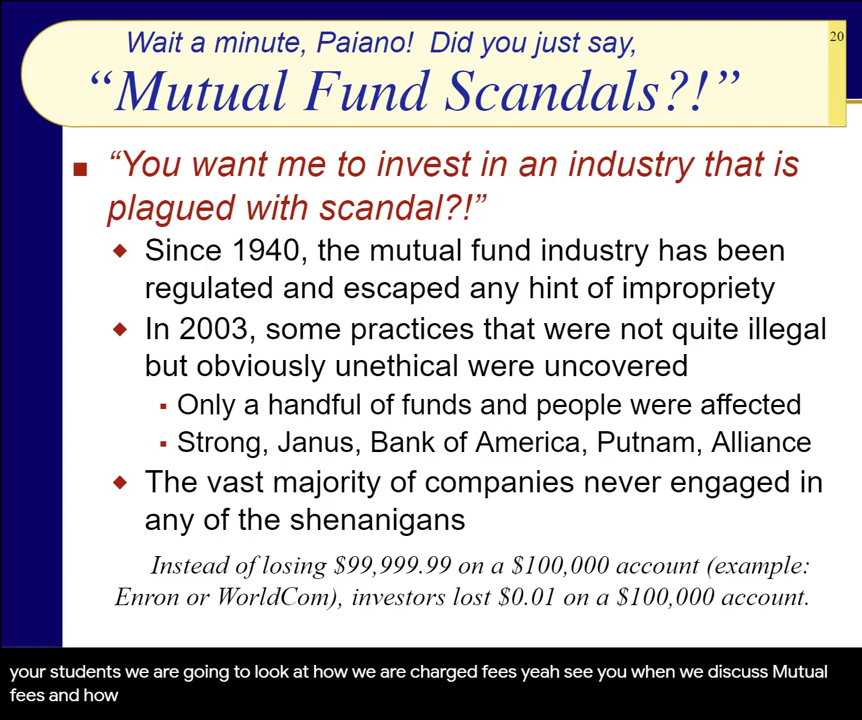 Wait a minute, Paiano! Did you just say,
20
“Mutual Fund Scandals?!”
“You want me to invest in an industry that is
plagued with scandal?!”
Since 1940, the mutual fund industry has been
regulated and escaped any hint of impropriety
In 2003, some practices that were not quite illegal
but obviously unethical were uncovered
Only a handful of funds and people were affected
Strong, Janus, Bank of America, Putnam, Alliance
The vast majority of companies never engaged in
any of the shenanigans
Instead of losing $99,999.99 on a $100,000 account (example:
Enron or WorldCom), investors lost $0.01 on a $100,000 account.
your students we are going to look at how we are charged fees yeah see you when we discuss Mutual
fees and how